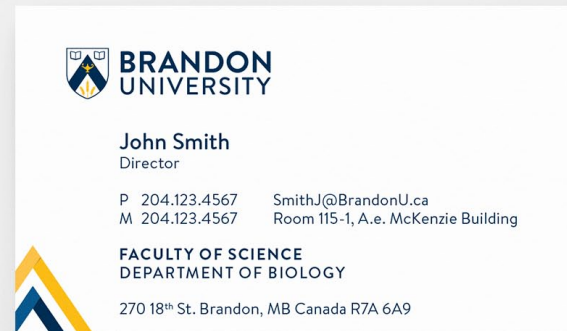 BRANDON
UNIVERSITY
John Smith
Director
P 204.123.4567 SmithJ@BrandonU.ca
M 204.123.4567 Room 115-1, A.e. McKenzie Building
FACULTY OF SCIENCE
DEPARTMENT OF BIOLOGY
270 18th St. Brandon, MB Canada R7A 6A9